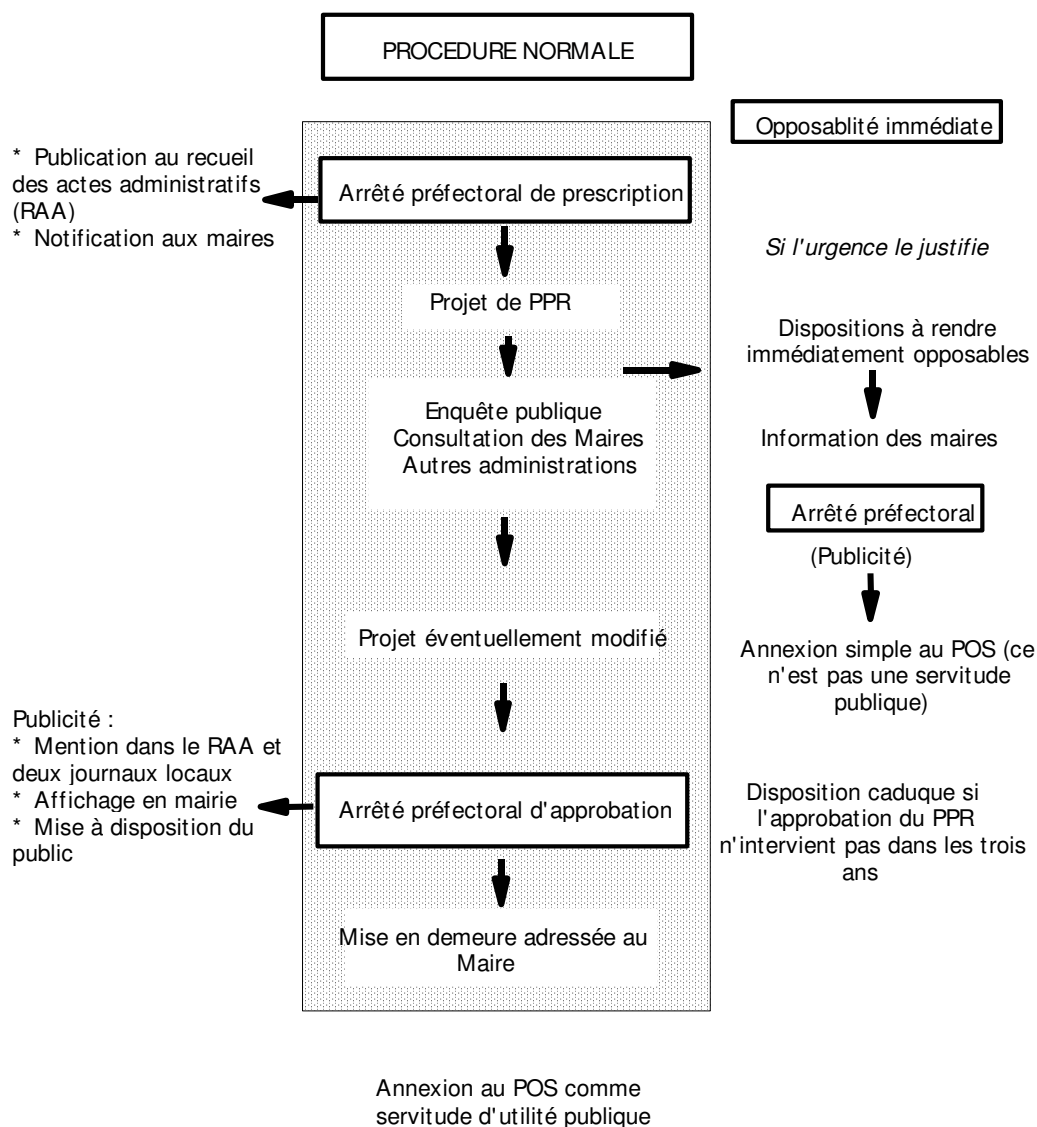 PROCEDURE NORMALE
Opposablité immédiate
* Publication au recueil
des actes administratifs
(RAA)
* Notification aux maires
Arrêté préfectoral de prescription
Si l'urgence le justifie
Projet de PPR
Dispositions à rendre
immédiatement opposables
Enquête publique
Consultation des Maires
Autres administrations
Information des maires
Arrêté préfectoral
(Publicité)
Projet éventuellement modifié
Annexion simple au POS (ce
n'est pas une servitude
publique)
Publicité :
* Mention dans le RAA et
deux journaux locaux
* Affichage en mairie
* Mise à disposition du
public
Arrêté préfectoral d'approbation
Disposition caduque si
l'approbation du PPR
n'intervient pas dans les trois
ans
Mise en demeure adressée au
Maire
Annexion au POS comme
servitude d'utilité publique